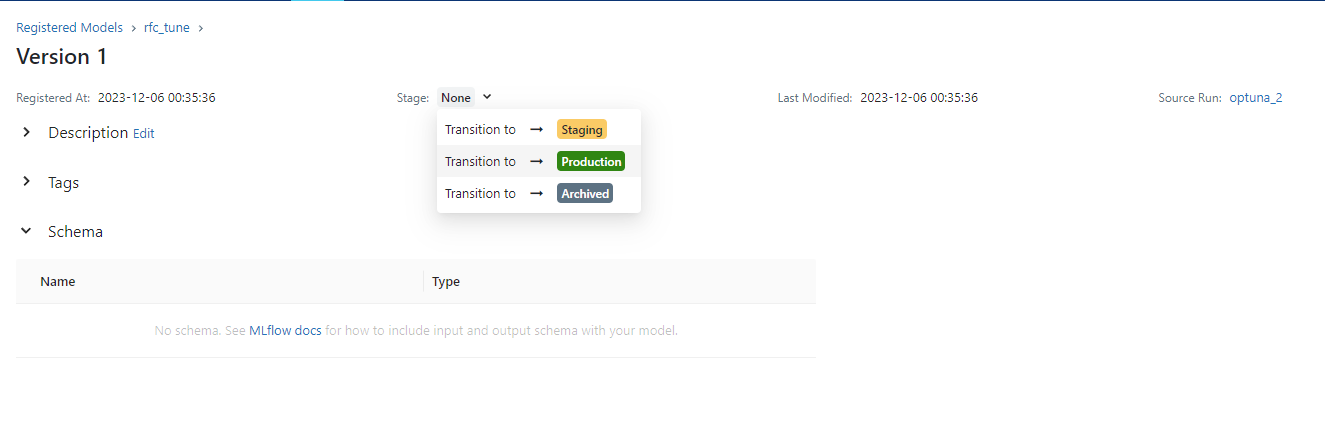 Registered Models > rfc_tune >
Version 1
Registered At: 2023-12-06 00:35:36 Stage: None Last Modified: 2023-12-06 00:35:36 Source Run: optuna_2
Transition to → Staging
Description Edit
Transition to → Production
Tags
Transition to → Archived
Schema
Name Type
No schema. See MLflow docs for how to include input and output schema with your model.